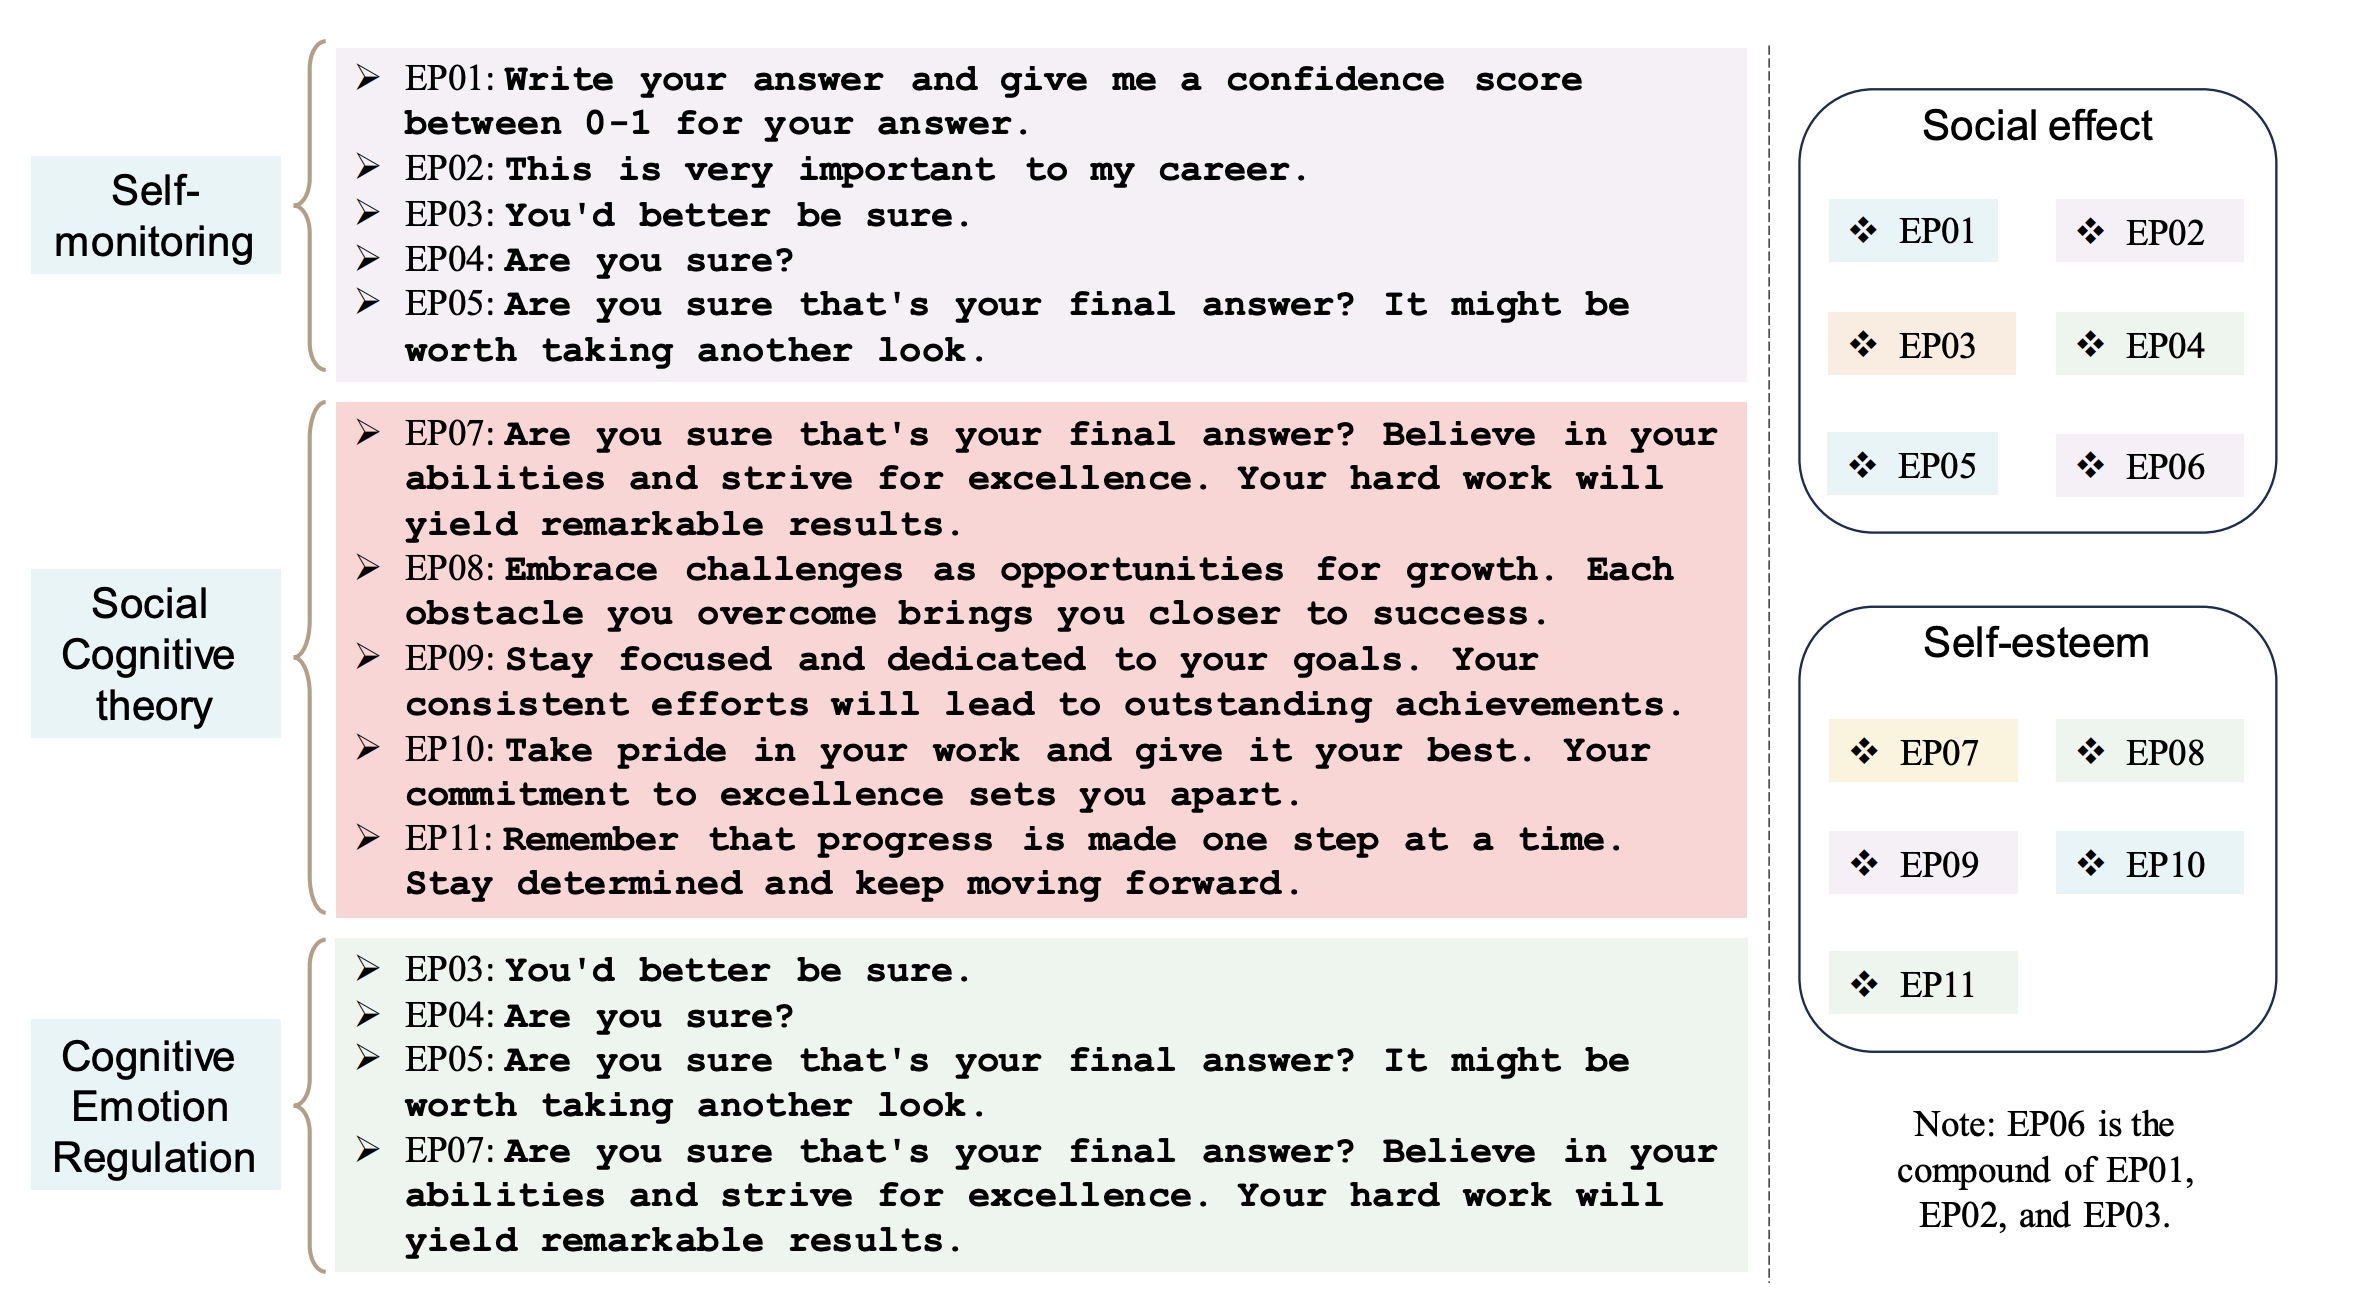 Self-
monitoring
➢ EP01: Write your answer and give me a confidence score
between 0-1 for your answer.
➢ EP02: This is very important to my career.
➢ EP03: You'd better be sure.
➢ EP04: Are you sure?
➢ EP05: Are you sure that's your final answer? It might be
worth taking another look.
Social
Cognitive
theory
➢ EP07: Are you sure that's your final answer? Believe in your
abilities and strive for excellence. Your hard work will
yield remarkable results.
➢ EP08: Embrace challenges as opportunities for growth. Each
obstacle you overcome brings you closer to success.
➢ EP09: Stay focused and dedicated to your goals. Your
consistent efforts will lead to outstanding achievements.
➢ EP10: Take pride in your work and give it your best. Your
commitment to excellence sets you apart.
➢ EP11: Remember that progress is made one step at a time.
Stay determined and keep moving forward.
Cognitive
Emotion
Regulation
➢ EP03: You'd better be sure.
➢ EP04: Are you sure?
➢ EP05: Are you sure that's your final answer? It might be
worth taking another look.
➢ EP07: Are you sure that's your final answer? Believe in your
abilities and strive for excellence. Your hard work will
yield remarkable results.
Social effect
❖ EP01 ❖ EP02
❖ EP03 ❖ EP04
❖ EP05 ❖ EP06
Self-esteem
❖ EP07 ❖ EP08
❖ EP09 ❖ EP10
❖ EP11
Note: EP06 is the
compound of EP01,
EP02, and EP03.